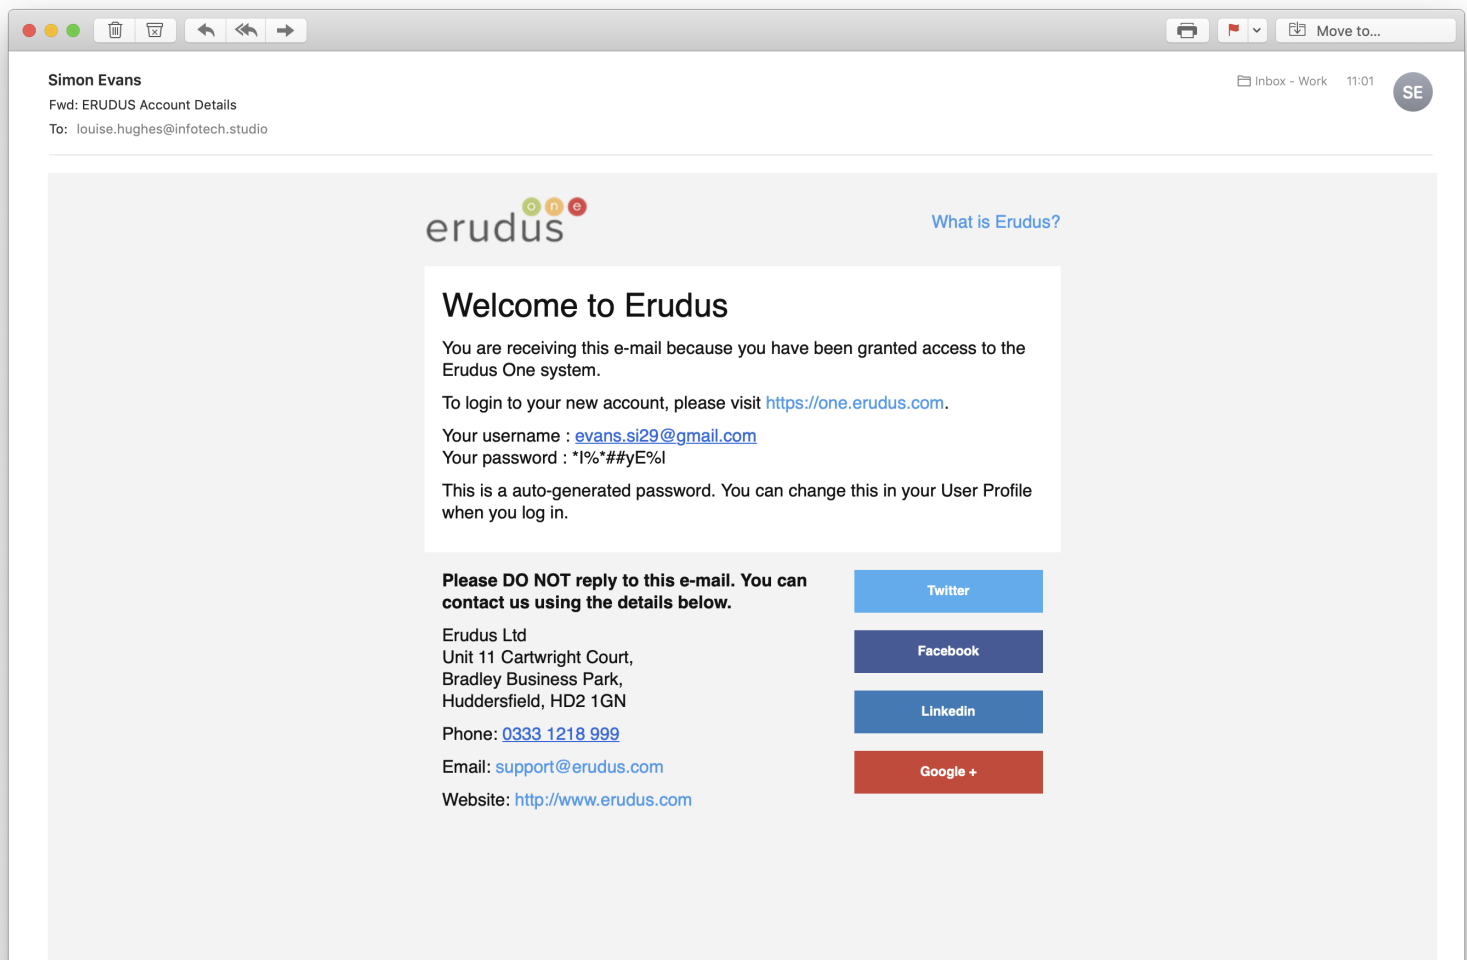 Move to...
Simon Evans
Inbox - Work 11:01
SE
Fwd: ERUDUS Account Details
To: louise.hughes@infotech.studio
erudus one
What is Erudus?
Welcome to Erudus
You are receiving this e-mail because you have been granted access to the
Erudus One system.
To login to your new account, please visit https://one.erudus.com.
Your username : evans.si29@gmail.com
Your password : *I%*##yE%I
This is a auto-generated password. You can change this in your User Profile
when you log in.
Please DO NOT reply to this e-mail. You can
contact us using the details below.
Erudus Ltd
Unit 11 Cartwright Court,
Bradley Business Park,
Huddersfield, HD2 1GN
Phone: 0333 1218 999
Email: support@erudus.com
Website: http://www.erudus.com
Twitter
Facebook
Linkedin
Google +